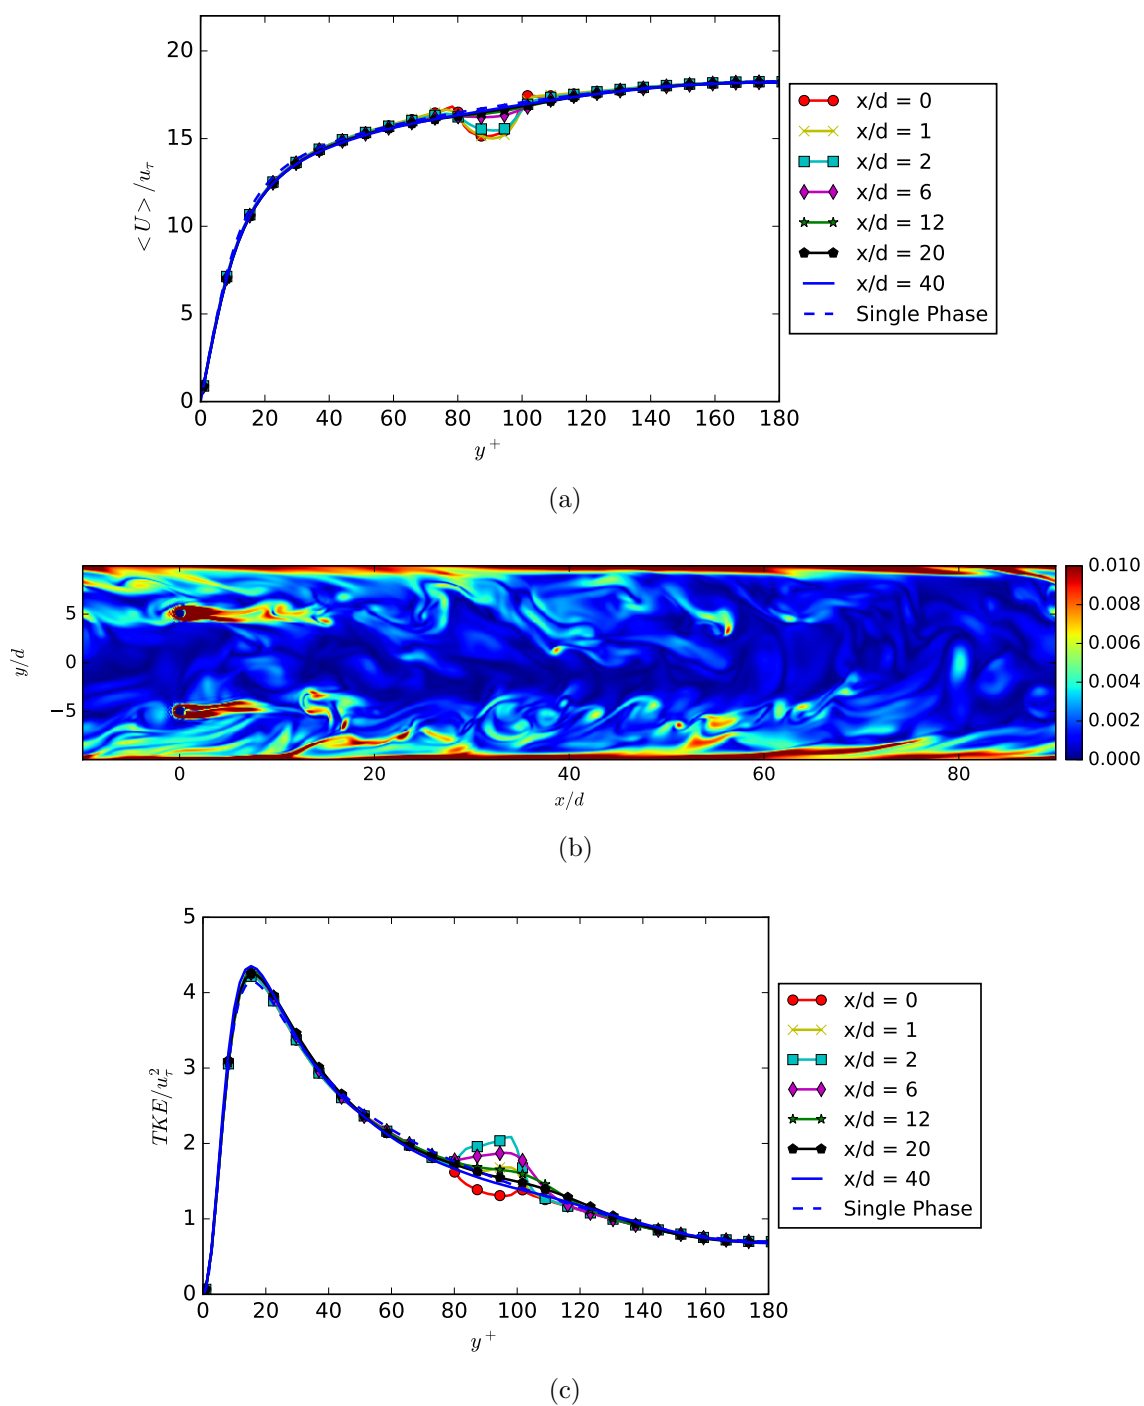 20
15
10
5
0
0 20 40 60 80 100 120 140 160 180
< U > /u_τ
y^+
x/d = 0
x/d = 1
x/d = 2
x/d = 6
x/d = 12
x/d = 20
x/d = 40
Single Phase
(a)
5
0
−5
y/d
0 20 40 60 80
x/d
0.010
0.008
0.006
0.004
0.002
0.000
(b)
5
4
3
2
1
0
0 20 40 60 80 100 120 140 160 180
TKE/u_τ^2
y^+
x/d = 0
x/d = 1
x/d = 2
x/d = 6
x/d = 12
x/d = 20
x/d = 40
Single Phase
(c)